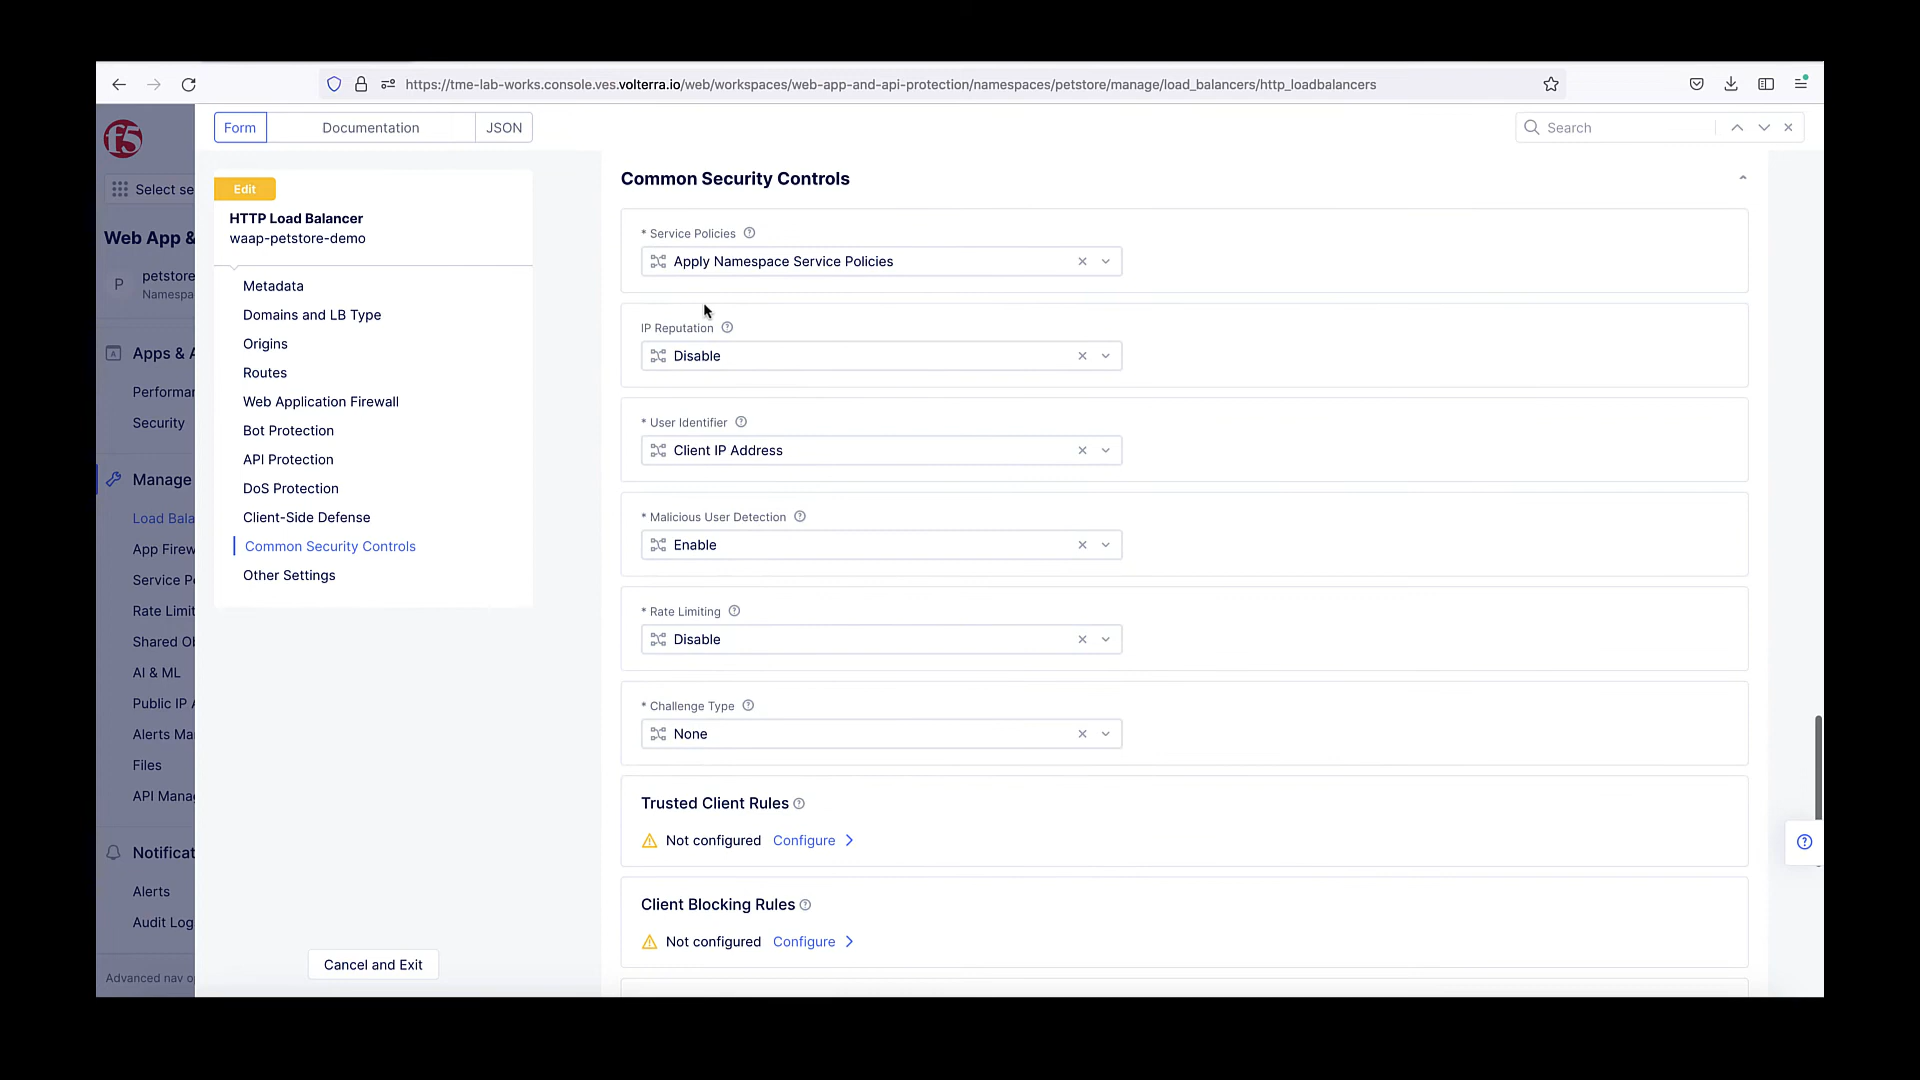 https://tme-lab-works.console.ves.volterra.io/web/workspaces/web-app-and-api-protection/namespaces/petstore/manage/load_balancers/http_loadbalancers
f5
Form
Documentation
JSON
Search
Select se
Web App &
P
petstore
Namespa
Apps & A
Performan
Security
Manage
Load Bala
App Firew
Service Po
Rate Limit
Shared Ob
AI & ML
Public IP A
Alerts Ma
Files
API Mana
Notificat
Alerts
Audit Log
Advanced nav op
Edit
HTTP Load Balancer
waap-petstore-demo
Metadata
Domains and LB Type
Origins
Routes
Web Application Firewall
Bot Protection
API Protection
DoS Protection
Client-Side Defense
Common Security Controls
Other Settings
Cancel and Exit
Common Security Controls
* Service Policies
Apply Namespace Service Policies
IP Reputation
Disable
* User Identifier
Client IP Address
* Malicious User Detection
Enable
* Rate Limiting
Disable
* Challenge Type
None
Trusted Client Rules
Not configured Configure
Client Blocking Rules
Not configured Configure